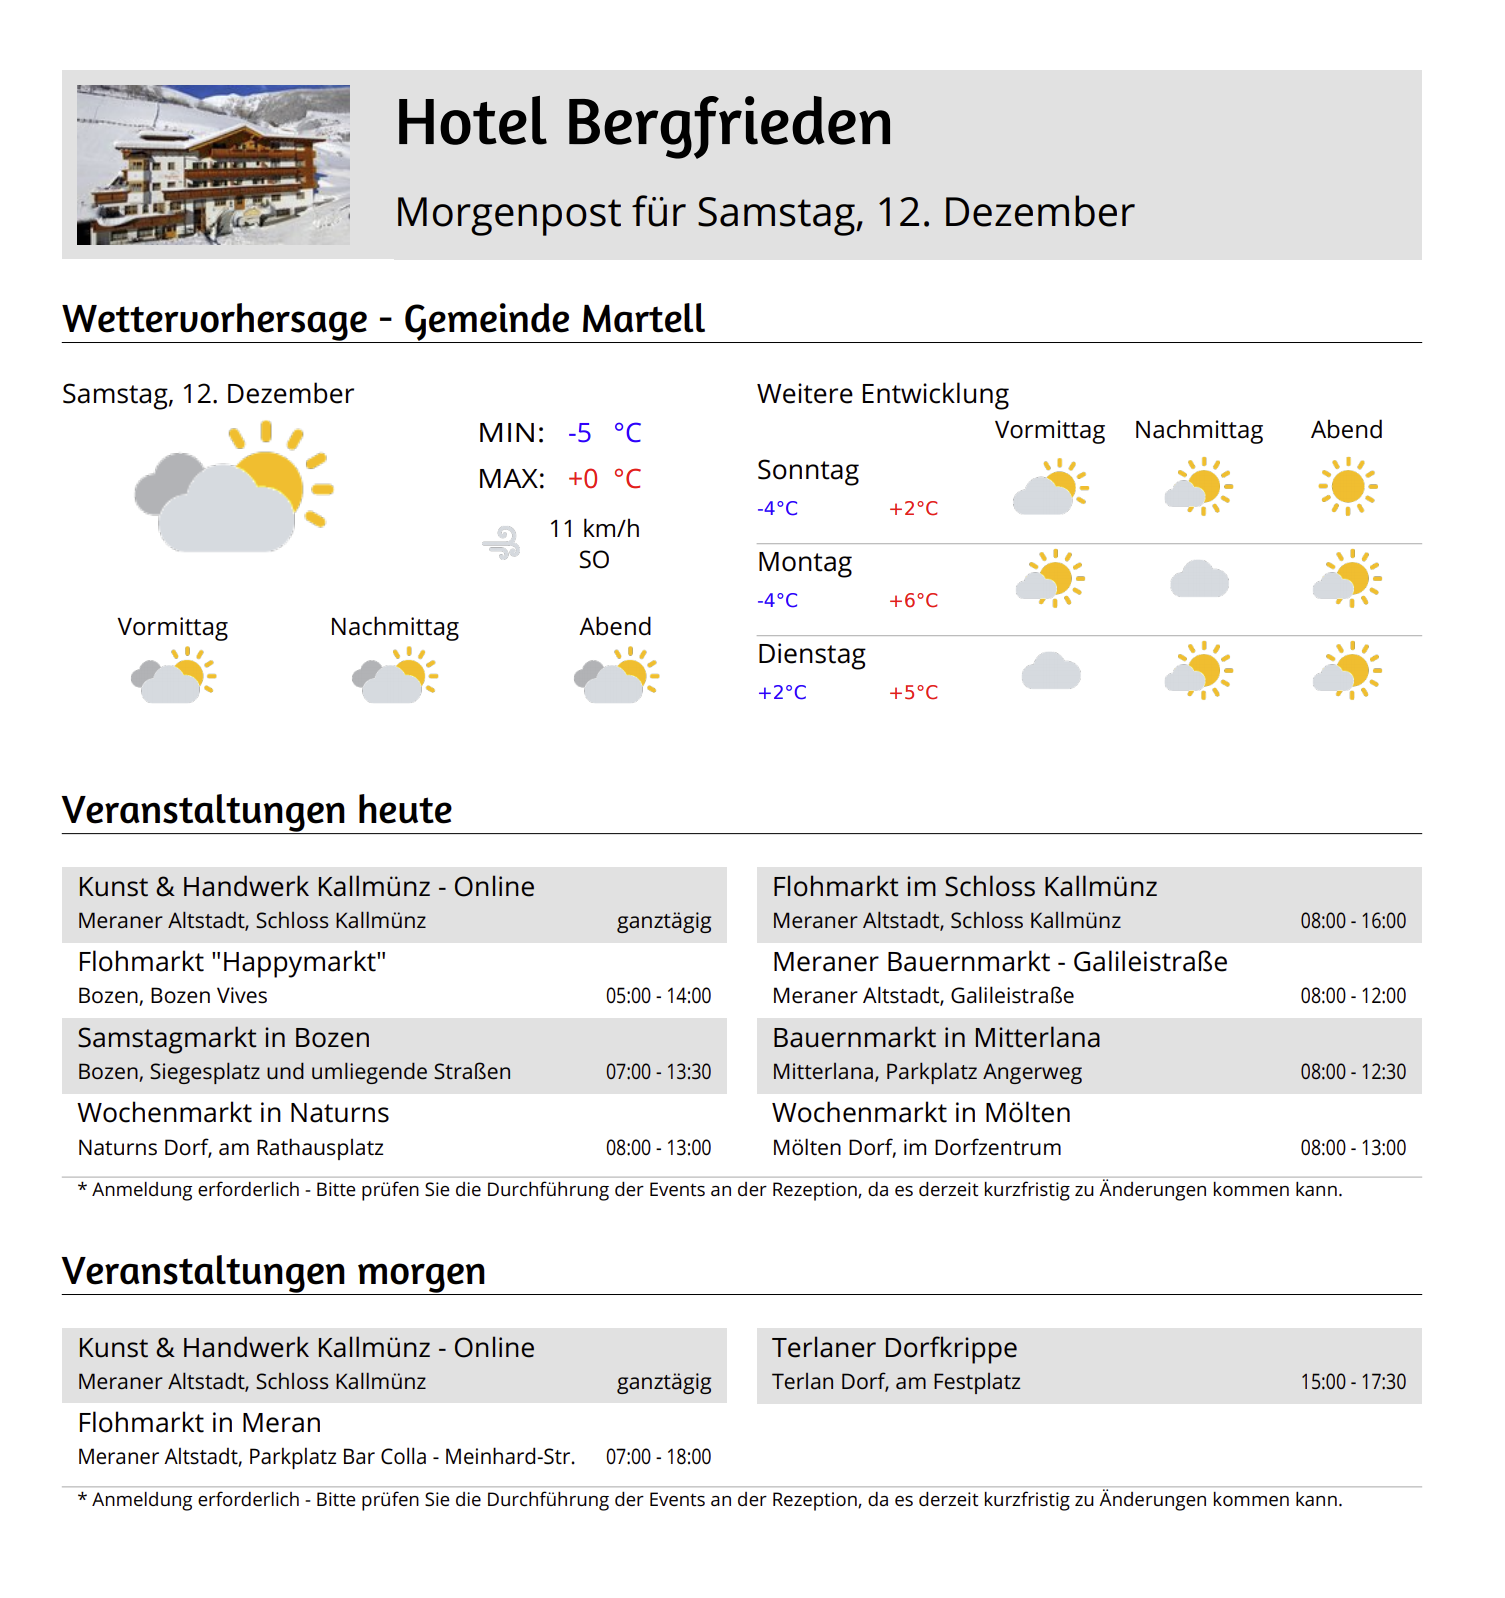 Hotel Bergfrieden
Morgenpost für Samstag, 12. Dezember
Wettervorhersage - Gemeinde Martell
Samstag, 12. Dezember
MIN: -5 °C
MAX: +0 °C
11 km/h
SO
Vormittag Nachmittag Abend
Weitere Entwicklung
Vormittag Nachmittag Abend
Sonntag
-4°C +2°C
Montag
-4°C +6°C
Dienstag
+2°C +5°C
Veranstaltungen heute
Kunst & Handwerk Kallmünz - Online
Meraner Altstadt, Schloss Kallmünz ganztägig
Flohmarkt "Happymarkt"
Bozen, Bozen Vives 05:00 - 14:00
Samstagmarkt in Bozen
Bozen, Siegesplatz und umliegende Straßen 07:00 - 13:30
Wochenmarkt in Naturns
Naturns Dorf, am Rathausplatz 08:00 - 13:00
Flohmarkt im Schloss Kallmünz
Meraner Altstadt, Schloss Kallmünz 08:00 - 16:00
Meraner Bauernmarkt - Galileistraße
Meraner Altstadt, Galileistraße 08:00 - 12:00
Bauernmarkt in Mitterlana
Mitterlana, Parkplatz Angerweg 08:00 - 12:30
Wochenmarkt in Mölten
Mölten Dorf, im Dorfzentrum 08:00 - 13:00
* Anmeldung erforderlich - Bitte prüfen Sie die Durchführung der Events an der Rezeption, da es derzeit kurzfristig zu Änderungen kommen kann.
Veranstaltungen morgen
Kunst & Handwerk Kallmünz - Online
Meraner Altstadt, Schloss Kallmünz ganztägig
Flohmarkt in Meran
Meraner Altstadt, Parkplatz Bar Colla - Meinhard-Str. 07:00 - 18:00
Terlaner Dorfkrippe
Terlan Dorf, am Festplatz 15:00 - 17:30
* Anmeldung erforderlich - Bitte prüfen Sie die Durchführung der Events an der Rezeption, da es derzeit kurzfristig zu Änderungen kommen kann.